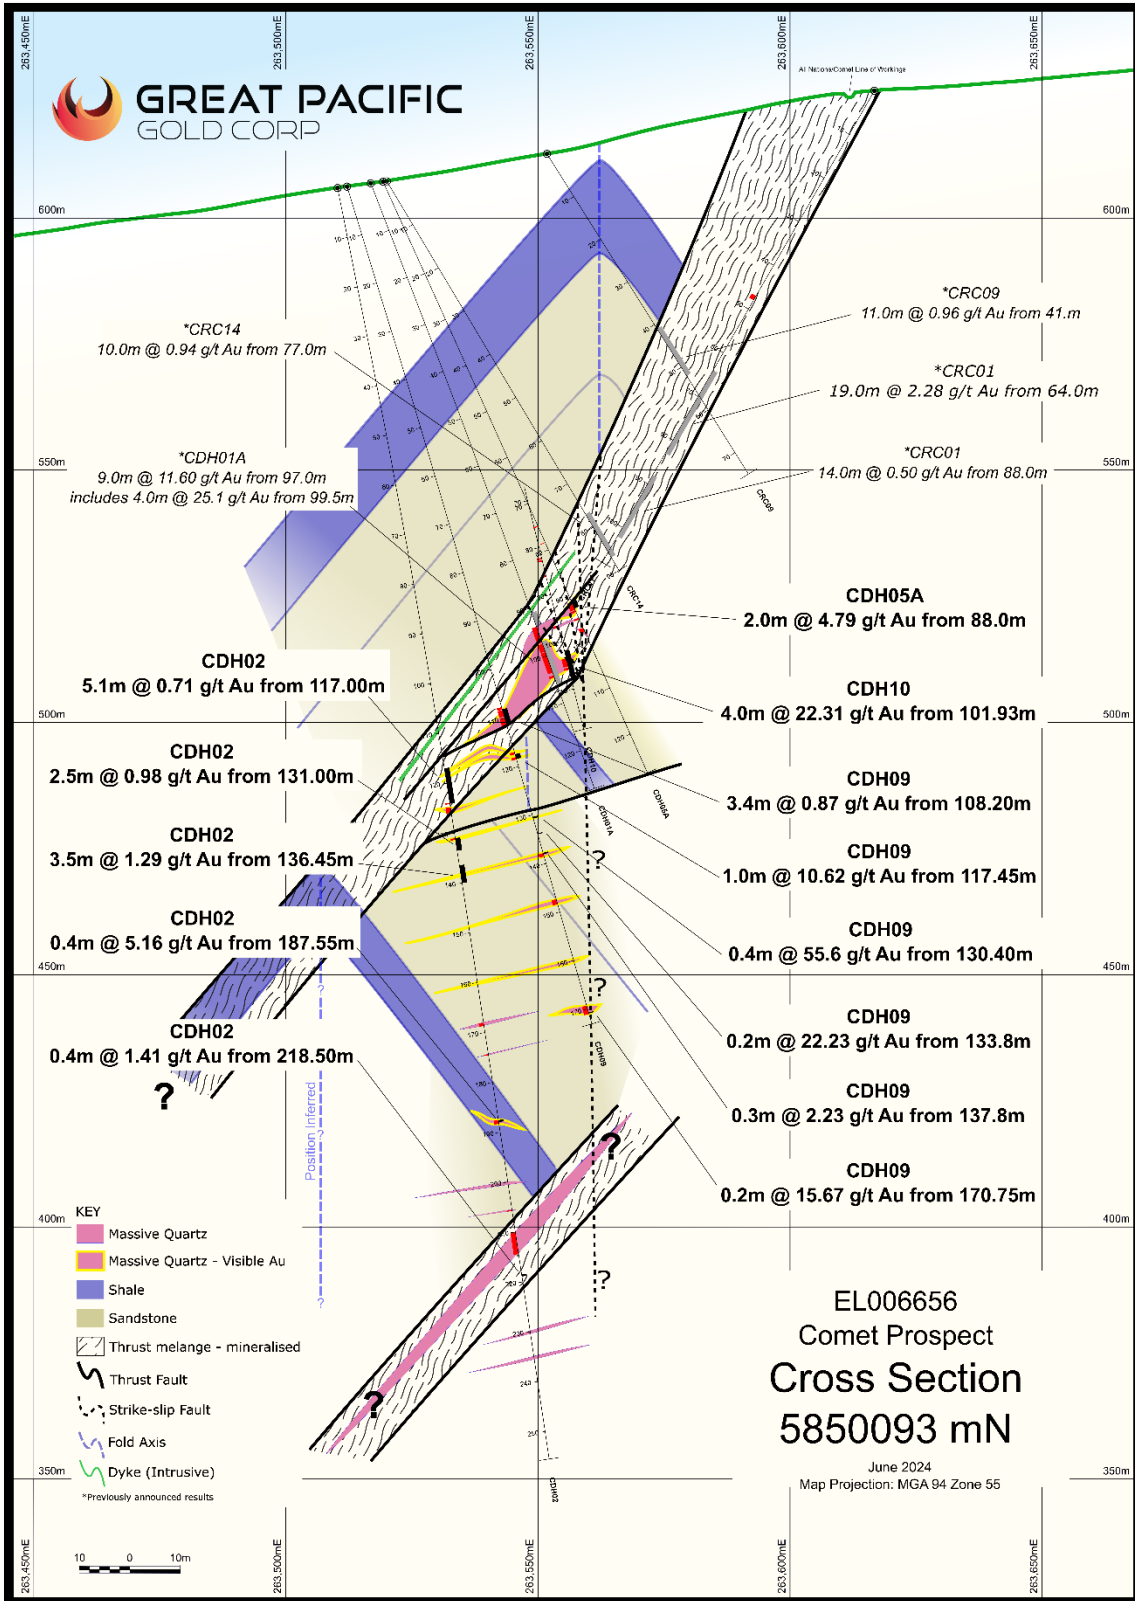 263,450mE
263,500mE
263,550mE
263,600mE
263,650mE
GREAT PACIFIC
GOLD CORP
All Nations/Comet Line of Workings
600m
600m
*CRC14
10.0m @ 0.94 g/t Au from 77.0m
*CRC09
11.0m @ 0.96 g/t Au from 41.m
*CRC01
19.0m @ 2.28 g/t Au from 64.0m
*CRC01
14.0m @ 0.50 g/t Au from 88.0m
550m
550m
*CDH01A
9.0m @ 11.60 g/t Au from 97.0m
includes 4.0m @ 25.1 g/t Au from 99.5m
CRC09
CRC14
CDH05A
2.0m @ 4.79 g/t Au from 88.0m
CDH02
5.1m @ 0.71 g/t Au from 117.00m
CDH10
4.0m @ 22.31 g/t Au from 101.93m
500m
500m
CDH02
2.5m @ 0.98 g/t Au from 131.00m
CDH09
3.4m @ 0.87 g/t Au from 108.20m
CDH10
CDH01A
CDH05A
CDH02
3.5m @ 1.29 g/t Au from 136.45m
CDH09
1.0m @ 10.62 g/t Au from 117.45m
?
CDH02
0.4m @ 5.16 g/t Au from 187.55m
CDH09
0.4m @ 55.6 g/t Au from 130.40m
450m
450m
?
?
CDH02
0.4m @ 1.41 g/t Au from 218.50m
CDH09
0.2m @ 22.23 g/t Au from 133.8m
CDH09
?
Position Inferred
?
?
CDH09
0.3m @ 2.23 g/t Au from 137.8m
?
CDH09
0.2m @ 15.67 g/t Au from 170.75m
400m
400m
?
?
KEY
Massive Quartz
Massive Quartz - Visible Au
Shale
Sandstone
Thrust melange - mineralised
Thrust Fault
Strike-slip Fault
Fold Axis
Dyke (Intrusive)
*Previously announced results
?
CDH02
EL006656
Comet Prospect
Cross Section
5850093 mN
June 2024
Map Projection: MGA 94 Zone 55
350m
350m
10 0 10m
263,450mE
263,500mE
263,550mE
263,600mE
263,650mE